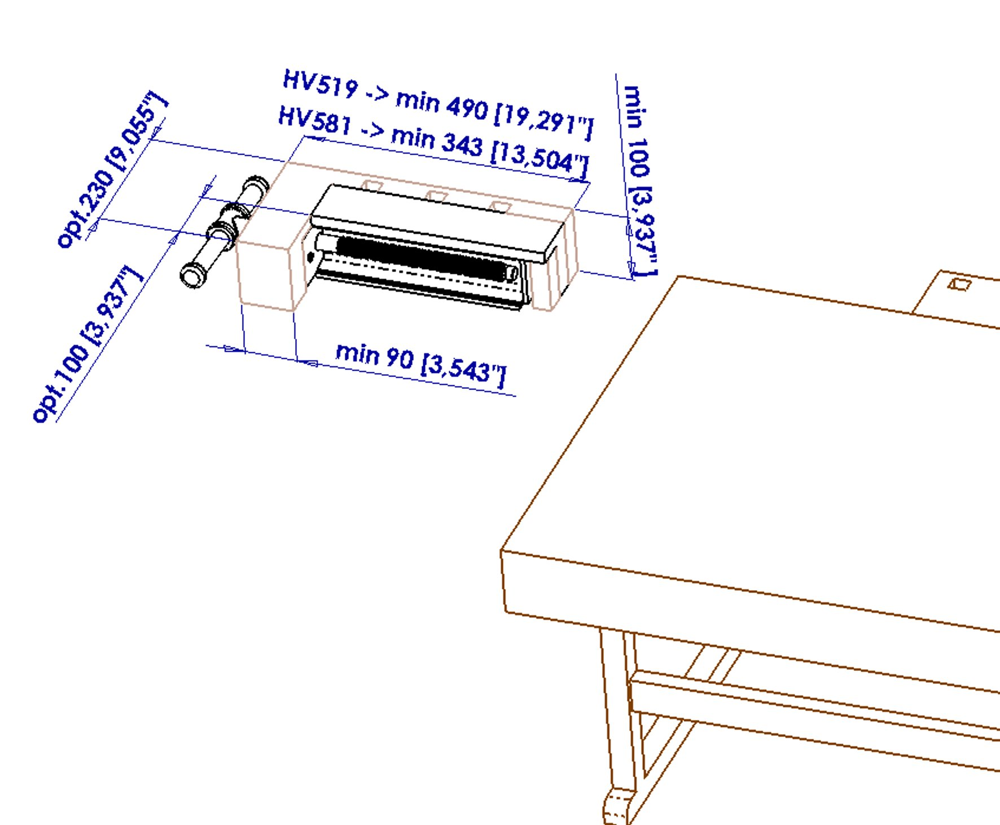 HV519 -> min 490 [19,291"]
HV581 -> min 343 [13,504"]
min 100 [3,937"]
opt.230 [9,055"]
opt.100 [3,937"]
min 90 [3,543"]